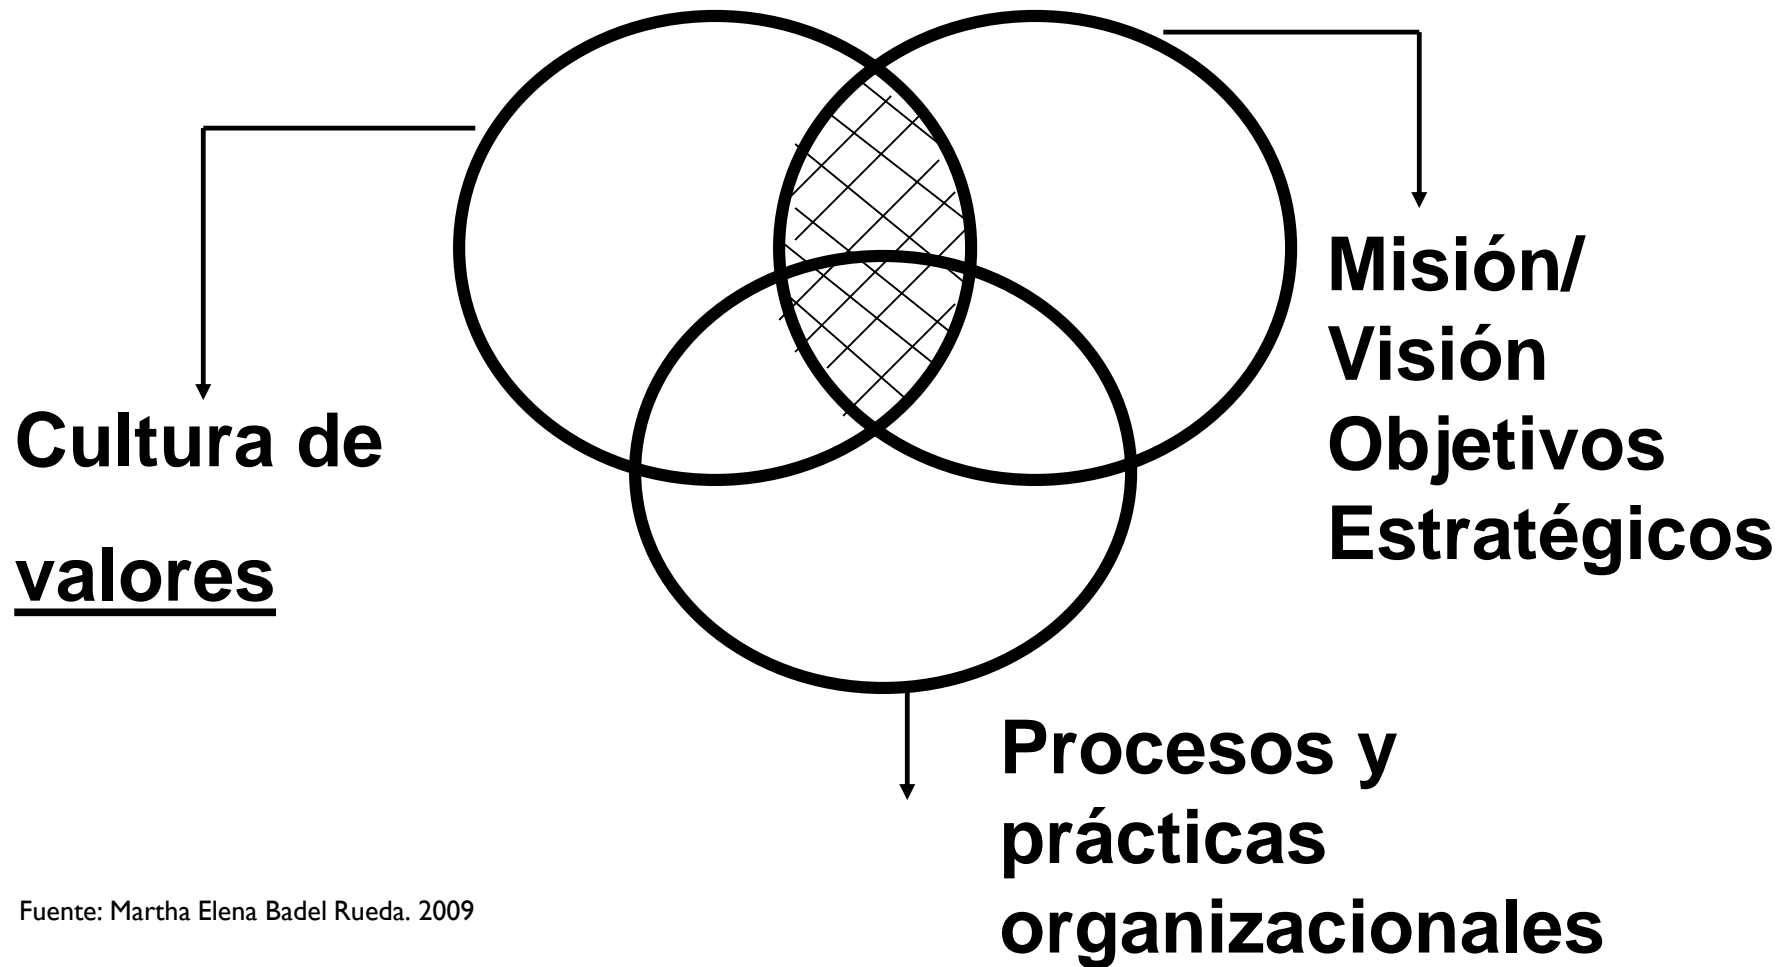 Cultura de
valores
Misión/
Visión
Objetivos
Estratégicos
Procesos y
prácticas
organizacionales
Fuente: Martha Elena Badel Rueda. 2009